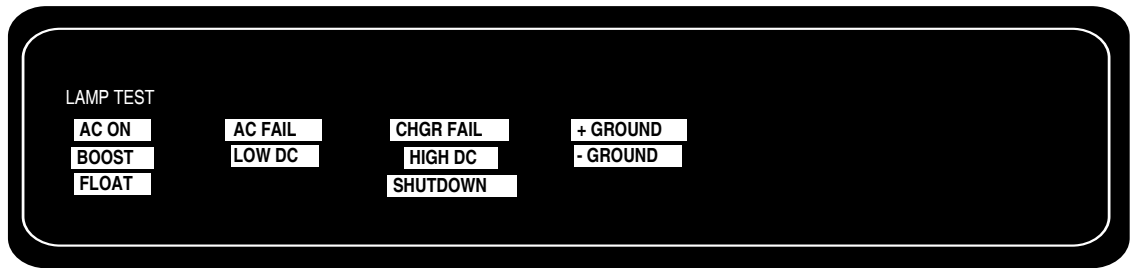 LAMP TEST
AC ON AC FAIL CHGR FAIL + GROUND
BOOST LOW DC HIGH DC - GROUND
FLOAT SHUTDOWN